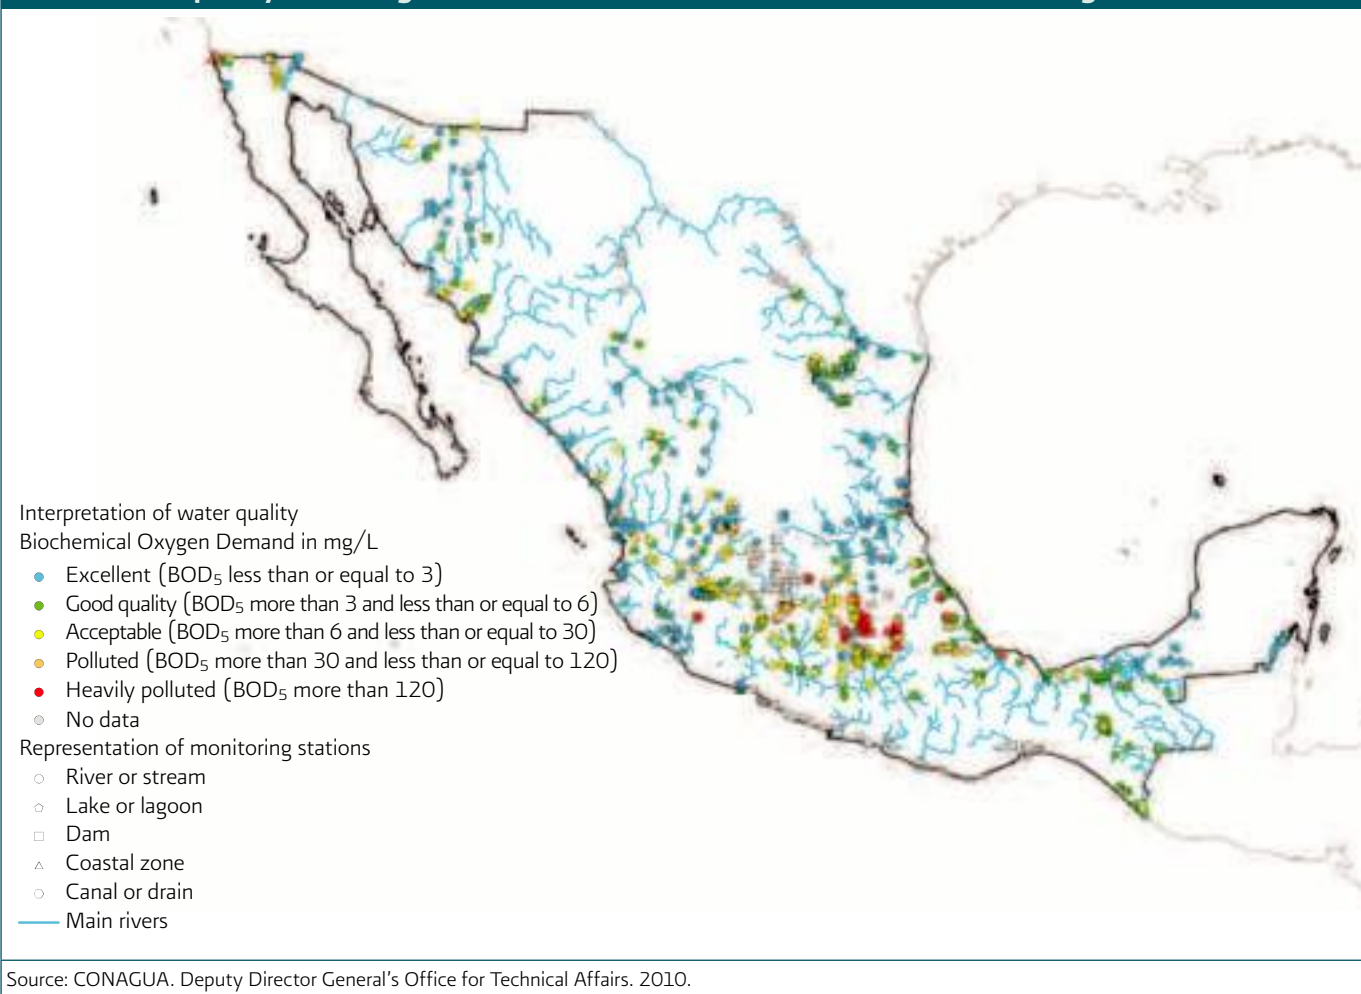 Interpretation of water quality
Biochemical Oxygen Demand in mg/L
Excellent (BOD₅ less than or equal to 3)
Good quality (BOD₅ more than 3 and less than or equal to 6)
Acceptable (BOD₅ more than 6 and less than or equal to 30)
Polluted (BOD₅ more than 30 and less than or equal to 120)
Heavily polluted (BOD₅ more than 120)
No data
Representation of monitoring stations
River or stream
Lake or lagoon
Dam
Coastal zone
Canal or drain
Main rivers
Source: CONAGUA. Deputy Director General’s Office for Technical Affairs. 2010.